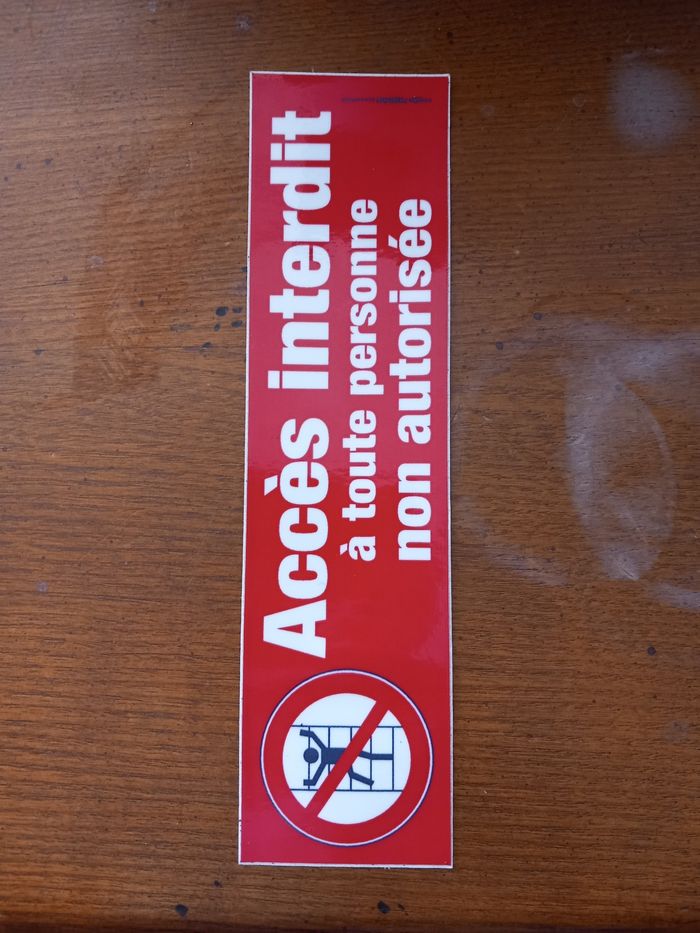 Accès interdit
à toute personne
non autorisée